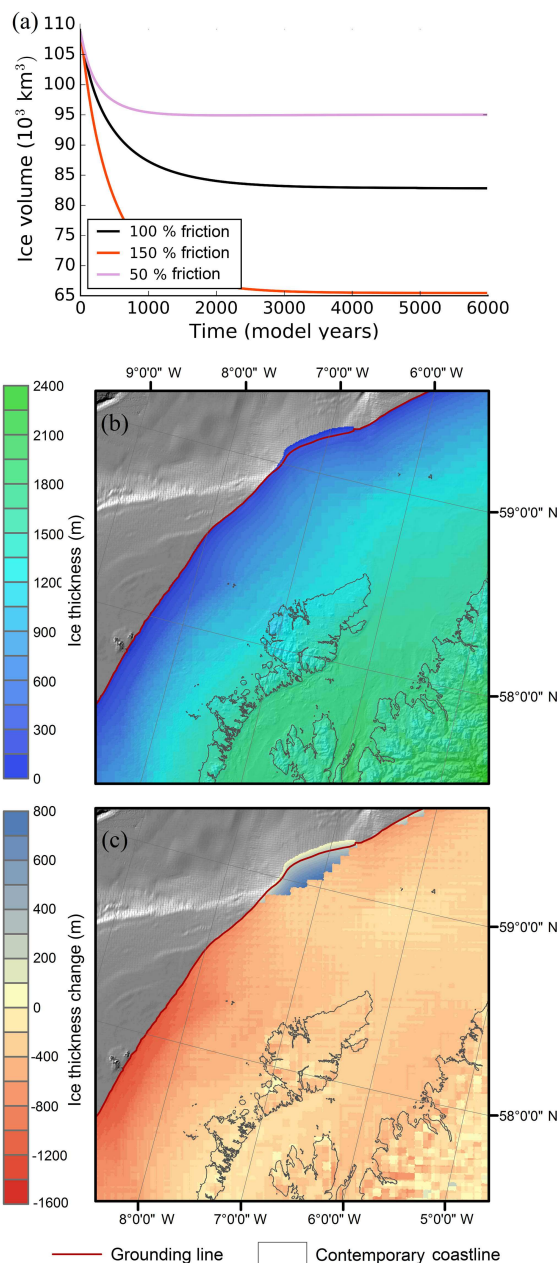 (a)
110
105
100
95
90
85
80
75
70
65
Ice volume (10³ km³)
100 % friction
150 % friction
50 % friction
0 1000 2000 3000 4000 5000 6000
Time (model years)
9°0'0" W 8°0'0" W 7°0'0" W 6°0'0" W
(b)
2400
2100
1800
1500
1200
900
600
300
0
Ice thickness (m)
59°0'0" N
58°0'0" N
(c)
800
600
400
200
0
-400
-800
-1200
-1600
Ice thickness change (m)
59°0'0" N
58°0'0" N
8°0'0" W 7°0'0" W 6°0'0" W 5°0'0" W
Grounding line
Contemporary coastline